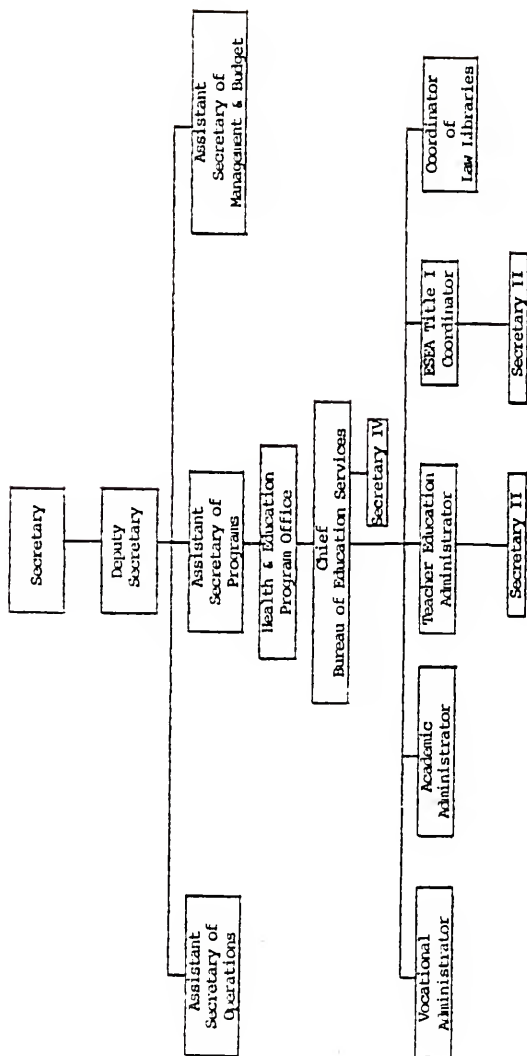 Secretary
Deputy
Secretary
Assistant
Secretary of
Operations
Assistant
Secretary of
Programs
Assistant
Secretary of
Management & Budget
Health & Education
Program Office
Chief
Bureau of Education Services
Secretary IV
Vocational
Administrator
Academic
Administrator
Teacher Education
Administrator
ESEA Title I
Coordinator
Coordinator
of
Law Libraries
Secretary II
Secretary II